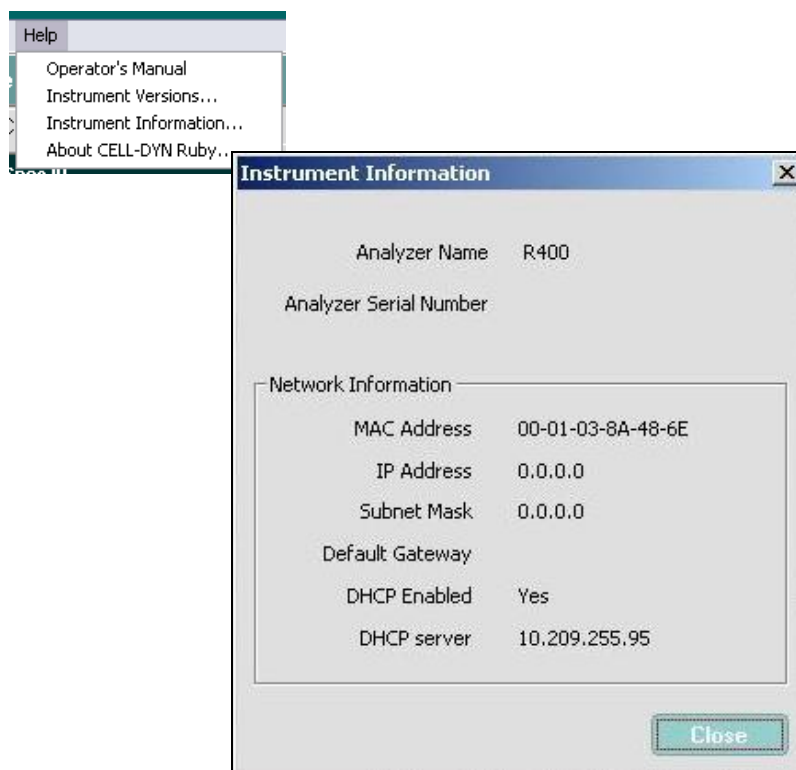 Help
Operator's Manual
Instrument Versions...
Instrument Information...
About CELL-DYN Ruby...
Instrument Information
Analyzer Name R400
Analyzer Serial Number
Network Information
MAC Address 00-01-03-8A-48-6E
IP Address 0.0.0.0
Subnet Mask 0.0.0.0
Default Gateway
DHCP Enabled Yes
DHCP server 10.209.255.95
Close